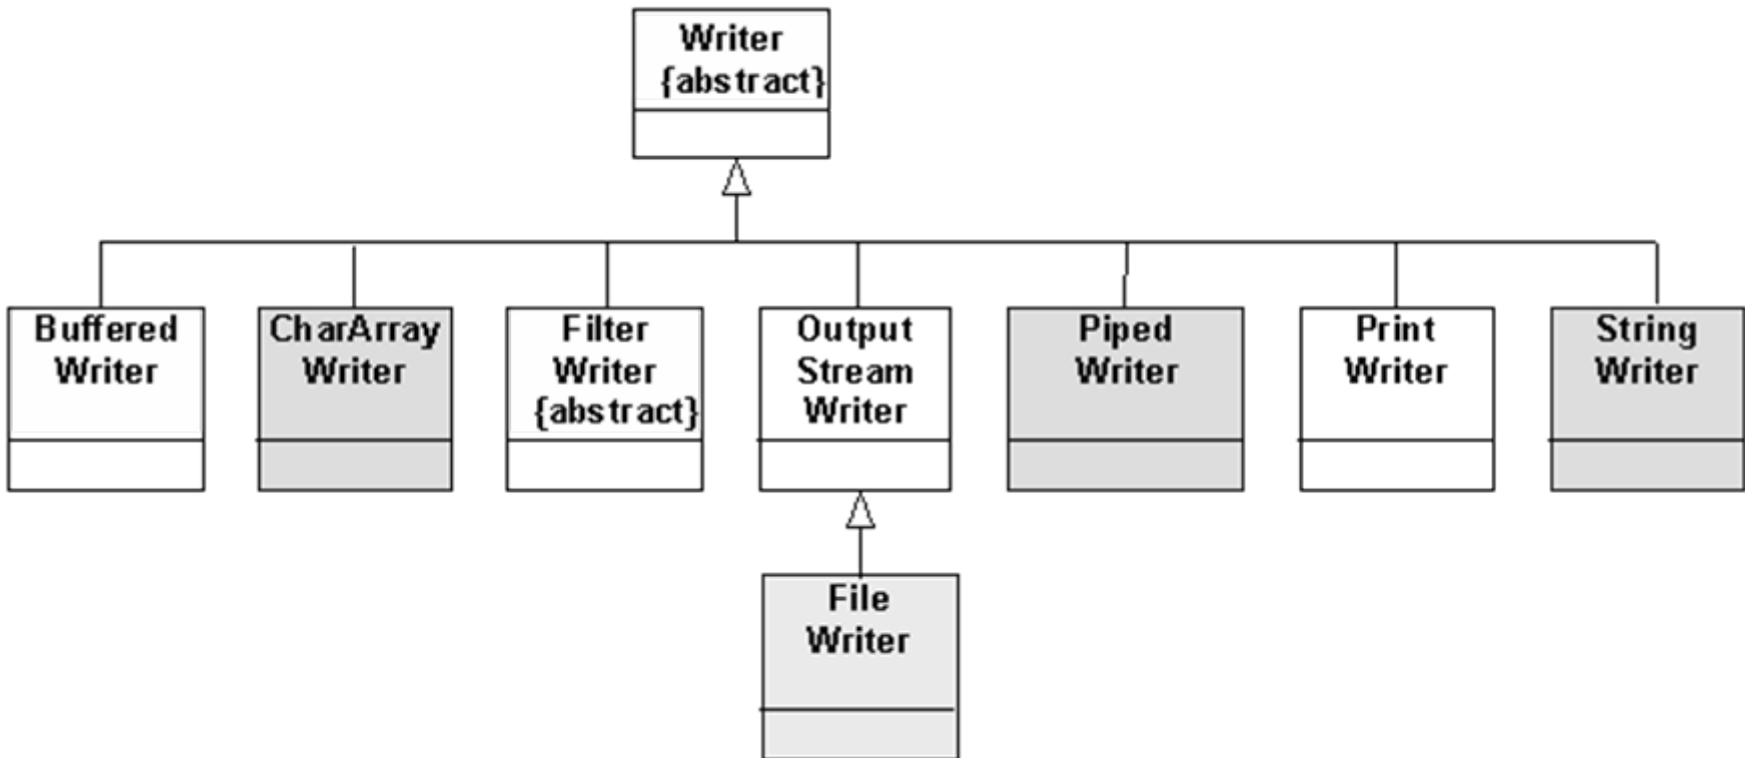 Writer
{abstract}
Buffered
Writer
CharArray
Writer
Filter
Writer
{abstract}
Output
Stream
Writer
Piped
Writer
Print
Writer
String
Writer
File
Writer